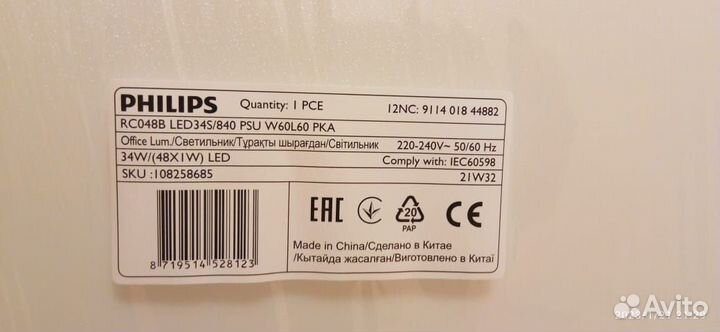 PHILIPS Quantity: 1 PCE 12NC: 9114 018 44882
RC048B LED34S/840 PSU W60L60 PKA
Office Lum./Светильник/Тұрақты шырағдан/Світильник 220-240V~ 50/60 Hz
34W/(48X1W) LED Comply with: IEC60598
SKU :108258685 21W32
EAC 20 CE
PAP
Made in China/Сделано в Китае
/Кытайда жасалған/Виготовлено в Китаї
8 719514 528123
Avito